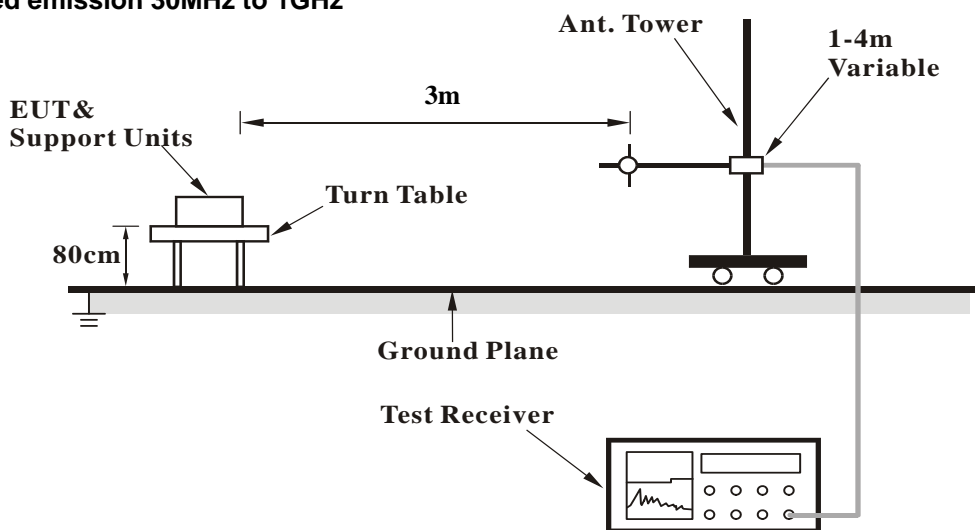 ed emission 30MHz to 1GHz
Ant. Tower
1-4m
Variable
3m
EUT&
Support Units
Turn Table
80cm
Ground Plane
Test Receiver